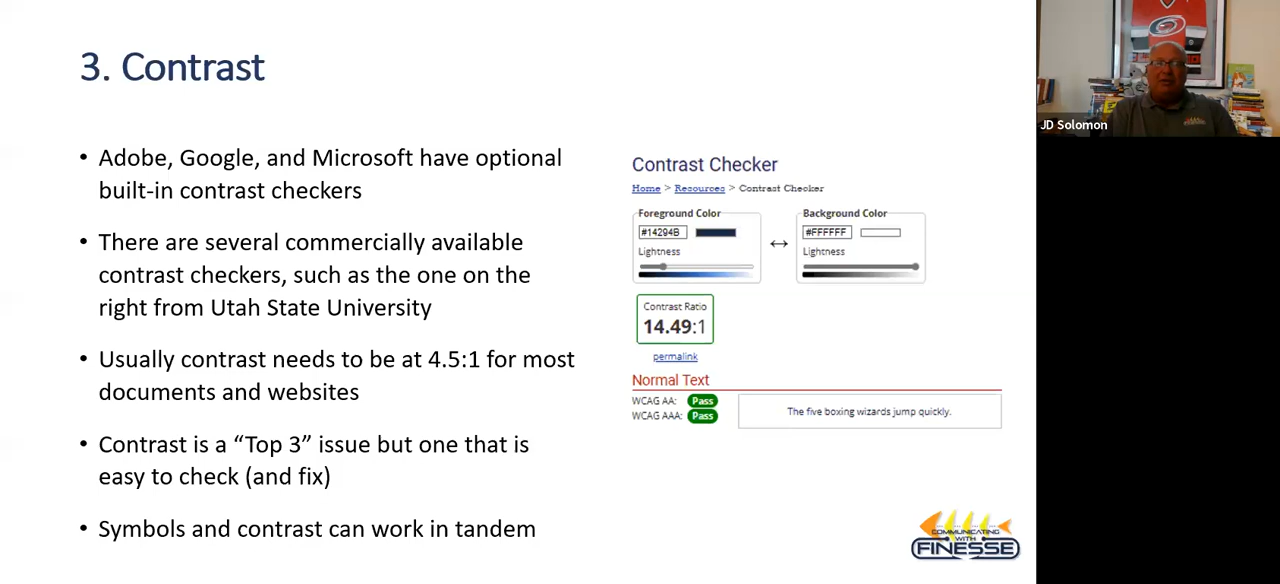 3. Contrast
• Adobe, Google, and Microsoft have optional
built-in contrast checkers
• There are several commercially available
contrast checkers, such as the one on the
right from Utah State University
• Usually contrast needs to be at 4.5:1 for most
documents and websites
• Contrast is a “Top 3” issue but one that is
easy to check (and fix)
• Symbols and contrast can work in tandem
Contrast Checker
Home > Resources > Contrast Checker
Foreground Color
#14294B
Lightness
Background Color
#FFFFFF
Lightness
Contrast Ratio
14.49:1
permalink
Normal Text
WCAG AA: Pass
WCAG AAA: Pass
The five boxing wizards jump quickly.
COMMUNICATING
WITH
FINESSE
JD Solomon